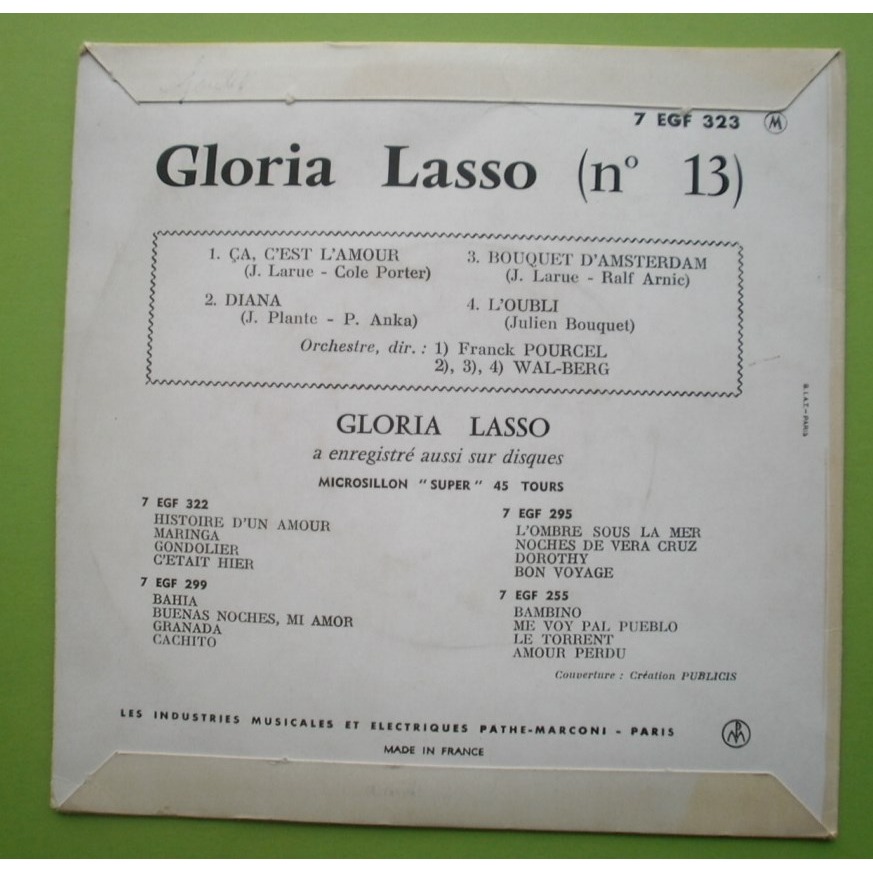 7 EGF 323 M
Gloria Lasso (nº 13)
1. ÇA, C'EST L'AMOUR
(J. Larue - Cole Porter)
2. DIANA
(J. Plante - P. Anka)
3. BOUQUET D'AMSTERDAM
(J. Larue - Ralf Arnie)
4. L'OUBLI
(Julien Bouquet)
Orchestre, dir. : 1) Franck POURCEL
2), 3), 4) WAL-BERG
GLORIA LASSO
a enregistré aussi sur disques
MICROSILLON "SUPER" 45 TOURS
7 EGF 322
HISTOIRE D'UN AMOUR
MARINGA
GONDOLIER
C'ETAIT HIER
7 EGF 299
BAHIA
BUENAS NOCHES, MI AMOR
GRANADA
CACHITO
7 EGF 295
L'OMBRE SOUS LA MER
NOCHES DE VERA CRUZ
DOROTHY
BON VOYAGE
7 EGF 255
BAMBINO
ME VOY PAL PUEBLO
LE TORRENT
AMOUR PERDU
Couverture : Création PUBLICIS
LES INDUSTRIES MUSICALES ET ELECTRIQUES PATHE-MARCONI - PARIS
MADE IN FRANCE